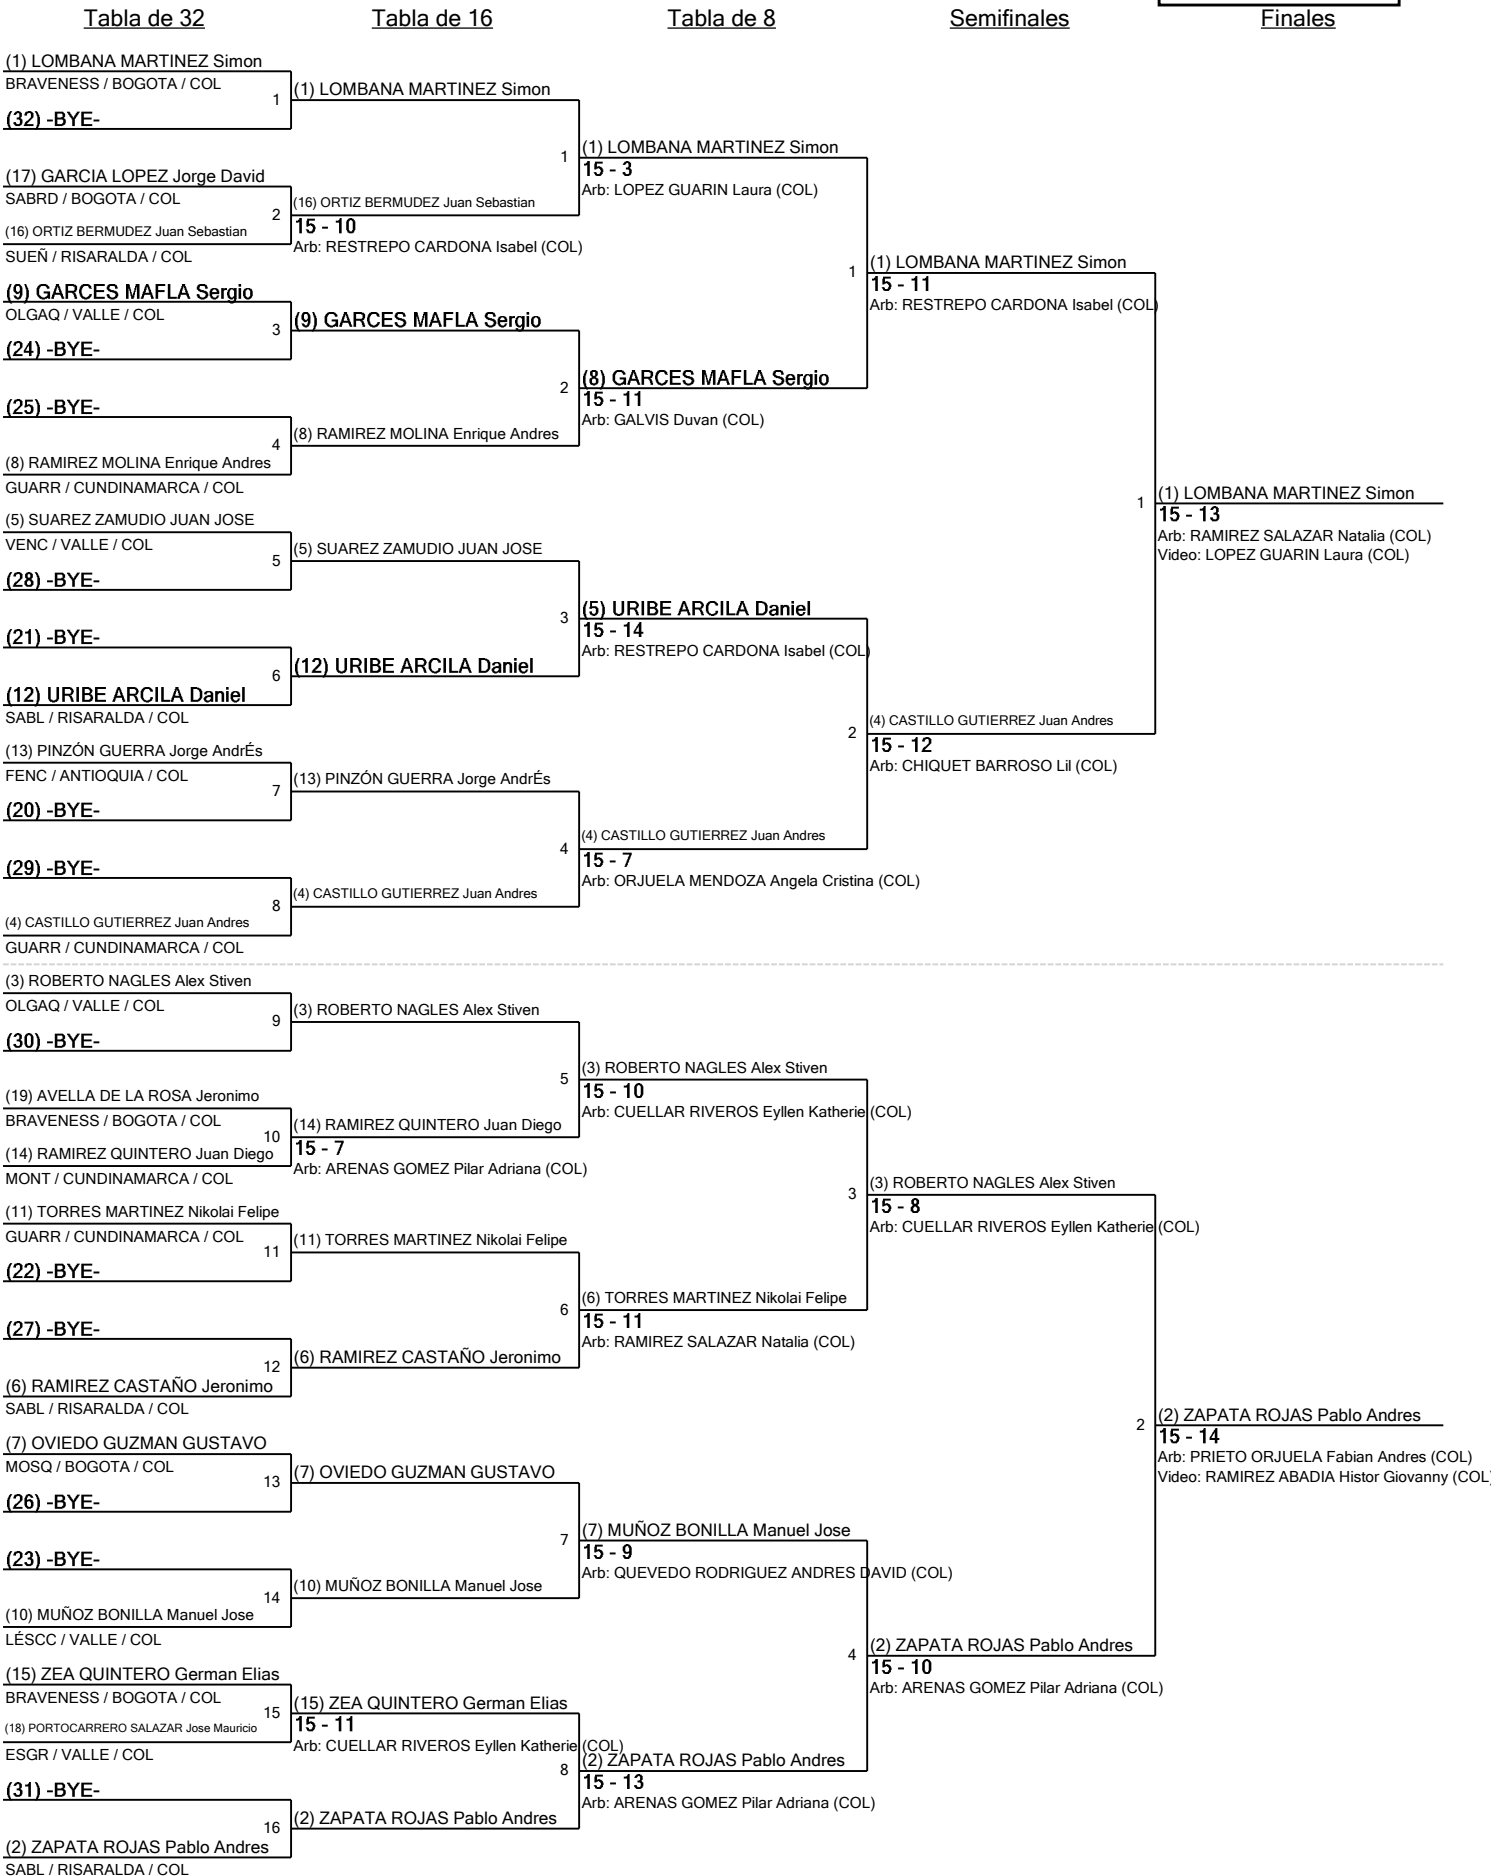 Tabla de 32
Tabla de 16
Tabla de 8
Semifinales
Finales
(1) LOMBANA MARTINEZ Simon
BRAVENESS / BOGOTA / COL
1
(32) -BYE-
(17) GARCIA LOPEZ Jorge David
SABRD / BOGOTA / COL
2
(16) ORTIZ BERMUDEZ Juan Sebastian
SUEÑ / RISARALDA / COL
(9) GARCES MAFLA Sergio
OLGAQ / VALLE / COL
3
(24) -BYE-
(25) -BYE-
4
(8) RAMIREZ MOLINA Enrique Andres
GUARR / CUNDINAMARCA / COL
(5) SUAREZ ZAMUDIO JUAN JOSE
VENC / VALLE / COL
5
(28) -BYE-
(21) -BYE-
6
(12) URIBE ARCILA Daniel
SABL / RISARALDA / COL
(13) PINZÓN GUERRA Jorge AndrÉs
FENC / ANTIOQUIA / COL
7
(20) -BYE-
(29) -BYE-
8
(4) CASTILLO GUTIERREZ Juan Andres
GUARR / CUNDINAMARCA / COL
(3) ROBERTO NAGLES Alex Stiven
OLGAQ / VALLE / COL
9
(30) -BYE-
(19) AVELLA DE LA ROSA Jeronimo
BRAVENESS / BOGOTA / COL
10
(14) RAMIREZ QUINTERO Juan Diego
MONT / CUNDINAMARCA / COL
(11) TORRES MARTINEZ Nikolai Felipe
GUARR / CUNDINAMARCA / COL
11
(22) -BYE-
(27) -BYE-
12
(6) RAMIREZ CASTAÑO Jeronimo
SABL / RISARALDA / COL
(7) OVIEDO GUZMAN GUSTAVO
MOSQ / BOGOTA / COL
13
(26) -BYE-
(23) -BYE-
14
(10) MUÑOZ BONILLA Manuel Jose
LÉSCC / VALLE / COL
(15) ZEA QUINTERO German Elias
BRAVENESS / BOGOTA / COL
15
(18) PORTOCARRERO SALAZAR Jose Mauricio
ESGR / VALLE / COL
(31) -BYE-
16
(2) ZAPATA ROJAS Pablo Andres
SABL / RISARALDA / COL
(1) LOMBANA MARTINEZ Simon
1
(16) ORTIZ BERMUDEZ Juan Sebastian
15 - 10
Arb: RESTREPO CARDONA Isabel (COL)
(9) GARCES MAFLA Sergio
2
(8) RAMIREZ MOLINA Enrique Andres
(5) SUAREZ ZAMUDIO JUAN JOSE
3
(12) URIBE ARCILA Daniel
(13) PINZÓN GUERRA Jorge AndrÉs
4
(4) CASTILLO GUTIERREZ Juan Andres
(3) ROBERTO NAGLES Alex Stiven
5
(14) RAMIREZ QUINTERO Juan Diego
15 - 7
Arb: ARENAS GOMEZ Pilar Adriana (COL)
(11) TORRES MARTINEZ Nikolai Felipe
6
(6) RAMIREZ CASTAÑO Jeronimo
(7) OVIEDO GUZMAN GUSTAVO
7
(10) MUÑOZ BONILLA Manuel Jose
(15) ZEA QUINTERO German Elias
15 - 11
Arb: CUELLAR RIVEROS Eyllen Katherie (COL)
8
(2) ZAPATA ROJAS Pablo Andres
(1) LOMBANA MARTINEZ Simon
15 - 3
Arb: LOPEZ GUARIN Laura (COL)
1
(8) GARCES MAFLA Sergio
15 - 11
Arb: GALVIS Duvan (COL)
(5) URIBE ARCILA Daniel
15 - 14
Arb: RESTREPO CARDONA Isabel (COL)
2
(4) CASTILLO GUTIERREZ Juan Andres
15 - 7
Arb: ORJUELA MENDOZA Angela Cristina (COL)
(3) ROBERTO NAGLES Alex Stiven
15 - 10
Arb: CUELLAR RIVEROS Eyllen Katherie (COL)
3
(6) TORRES MARTINEZ Nikolai Felipe
15 - 11
Arb: RAMIREZ SALAZAR Natalia (COL)
(7) MUÑOZ BONILLA Manuel Jose
15 - 9
Arb: QUEVEDO RODRIGUEZ ANDRES DAVID (COL)
4
(2) ZAPATA ROJAS Pablo Andres
15 - 13
Arb: ARENAS GOMEZ Pilar Adriana (COL)
(1) LOMBANA MARTINEZ Simon
15 - 11
Arb: RESTREPO CARDONA Isabel (COL)
1
(4) CASTILLO GUTIERREZ Juan Andres
15 - 12
Arb: CHIQUET BARROSO Lil (COL)
(3) ROBERTO NAGLES Alex Stiven
15 - 8
Arb: CUELLAR RIVEROS Eyllen Katherie (COL)
2
(2) ZAPATA ROJAS Pablo Andres
15 - 10
Arb: ARENAS GOMEZ Pilar Adriana (COL)
(1) LOMBANA MARTINEZ Simon
15 - 13
Arb: RAMIREZ SALAZAR Natalia (COL)
Video: LOPEZ GUARIN Laura (COL)
(2) ZAPATA ROJAS Pablo Andres
15 - 14
Arb: PRIETO ORJUELA Fabian Andres (COL)
Video: RAMIREZ ABADIA Histor Giovanny (COL)